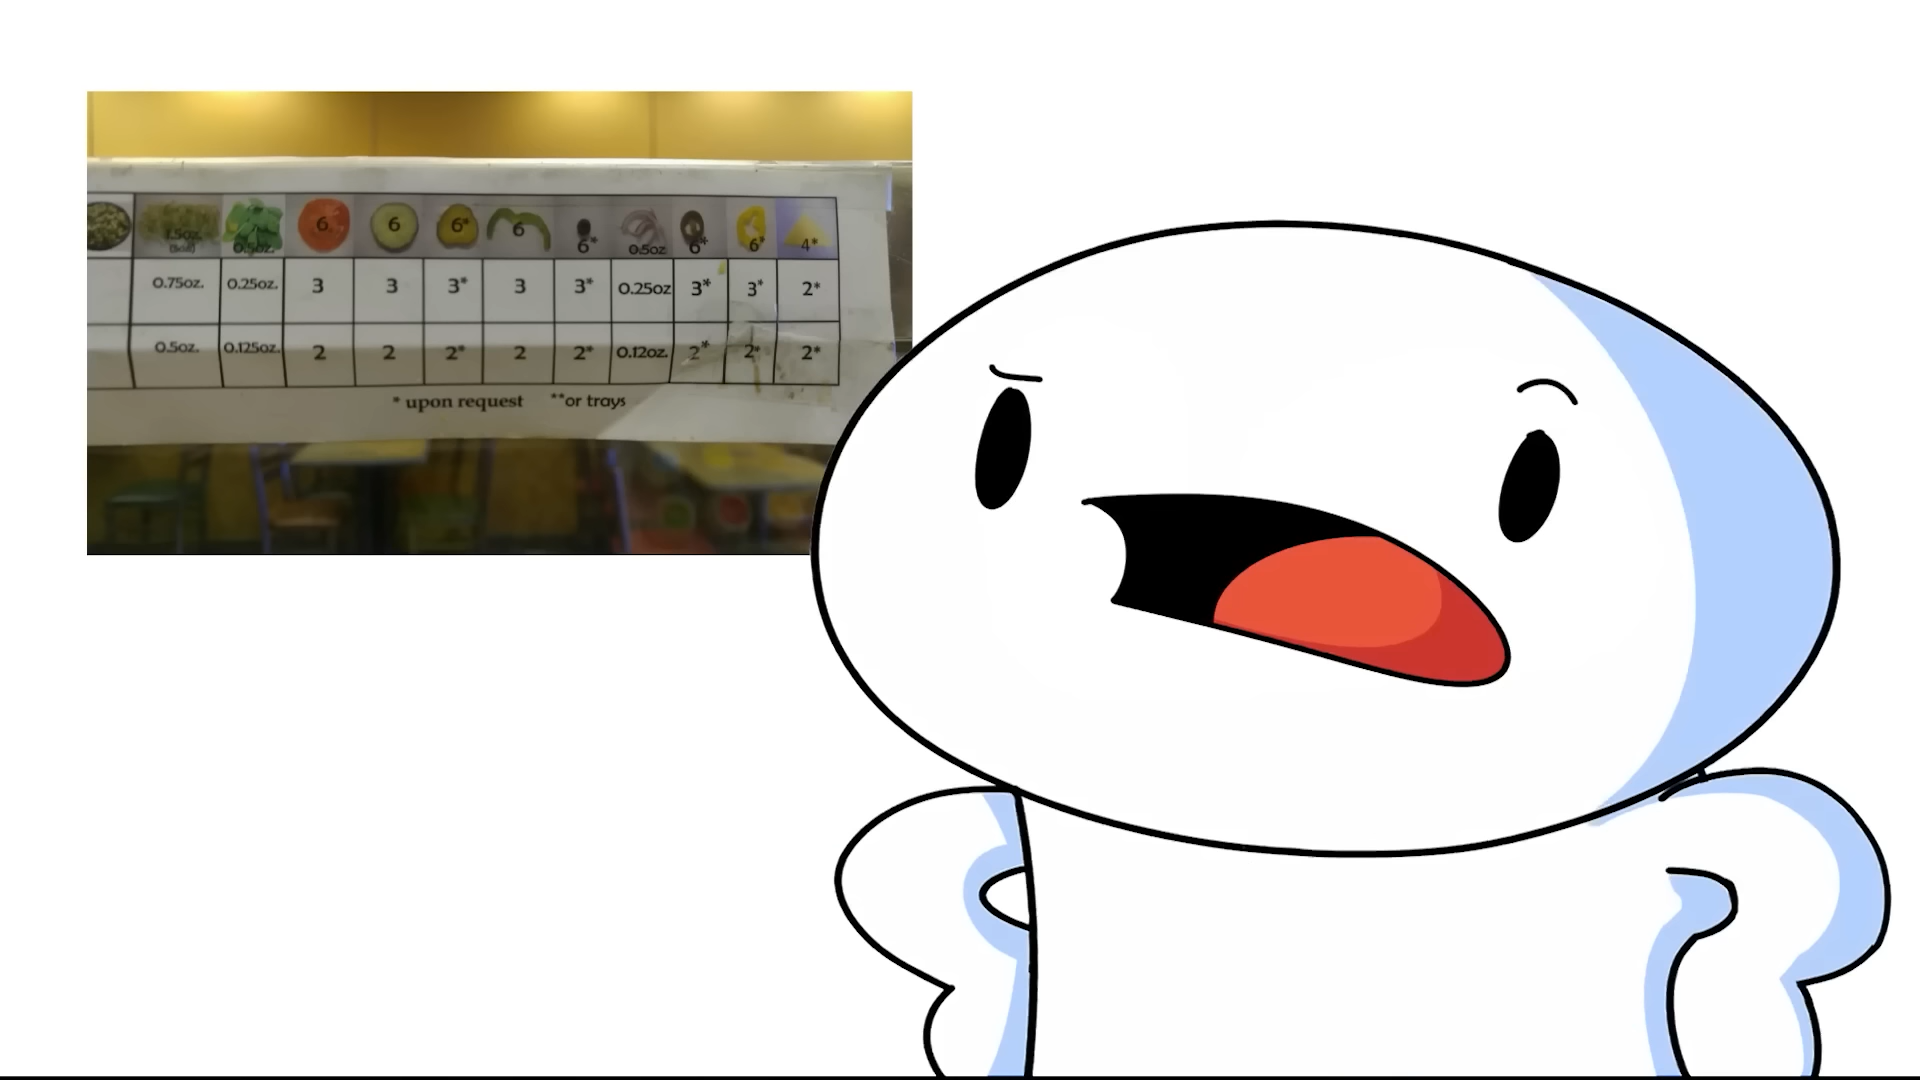 1.5oz. 0.5oz. 6 6 6* 6 6* 0.5oz 6* 6* 4*
0.75oz. 0.25oz. 3 3 3* 3 3* 0.25oz 3* 3* 2*
0.5oz. 0.125oz. 2 2 2* 2 2* 0.12oz. 2* 2* 2*
* upon request **or trays